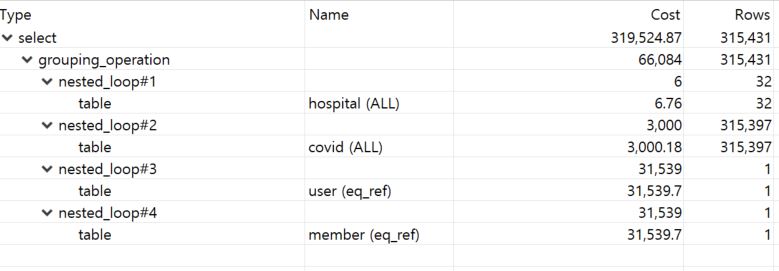 Type Name Cost Rows
select 319,524.87 315,431
grouping_operation 66,084 315,431
nested_loop#1 6 32
table hospital (ALL) 6.76 32
nested_loop#2 3,000 315,397
table covid (ALL) 3,000.18 315,397
nested_loop#3 31,539 1
table user (eq_ref) 31,539.7 1
nested_loop#4 31,539 1
table member (eq_ref) 31,539.7 1